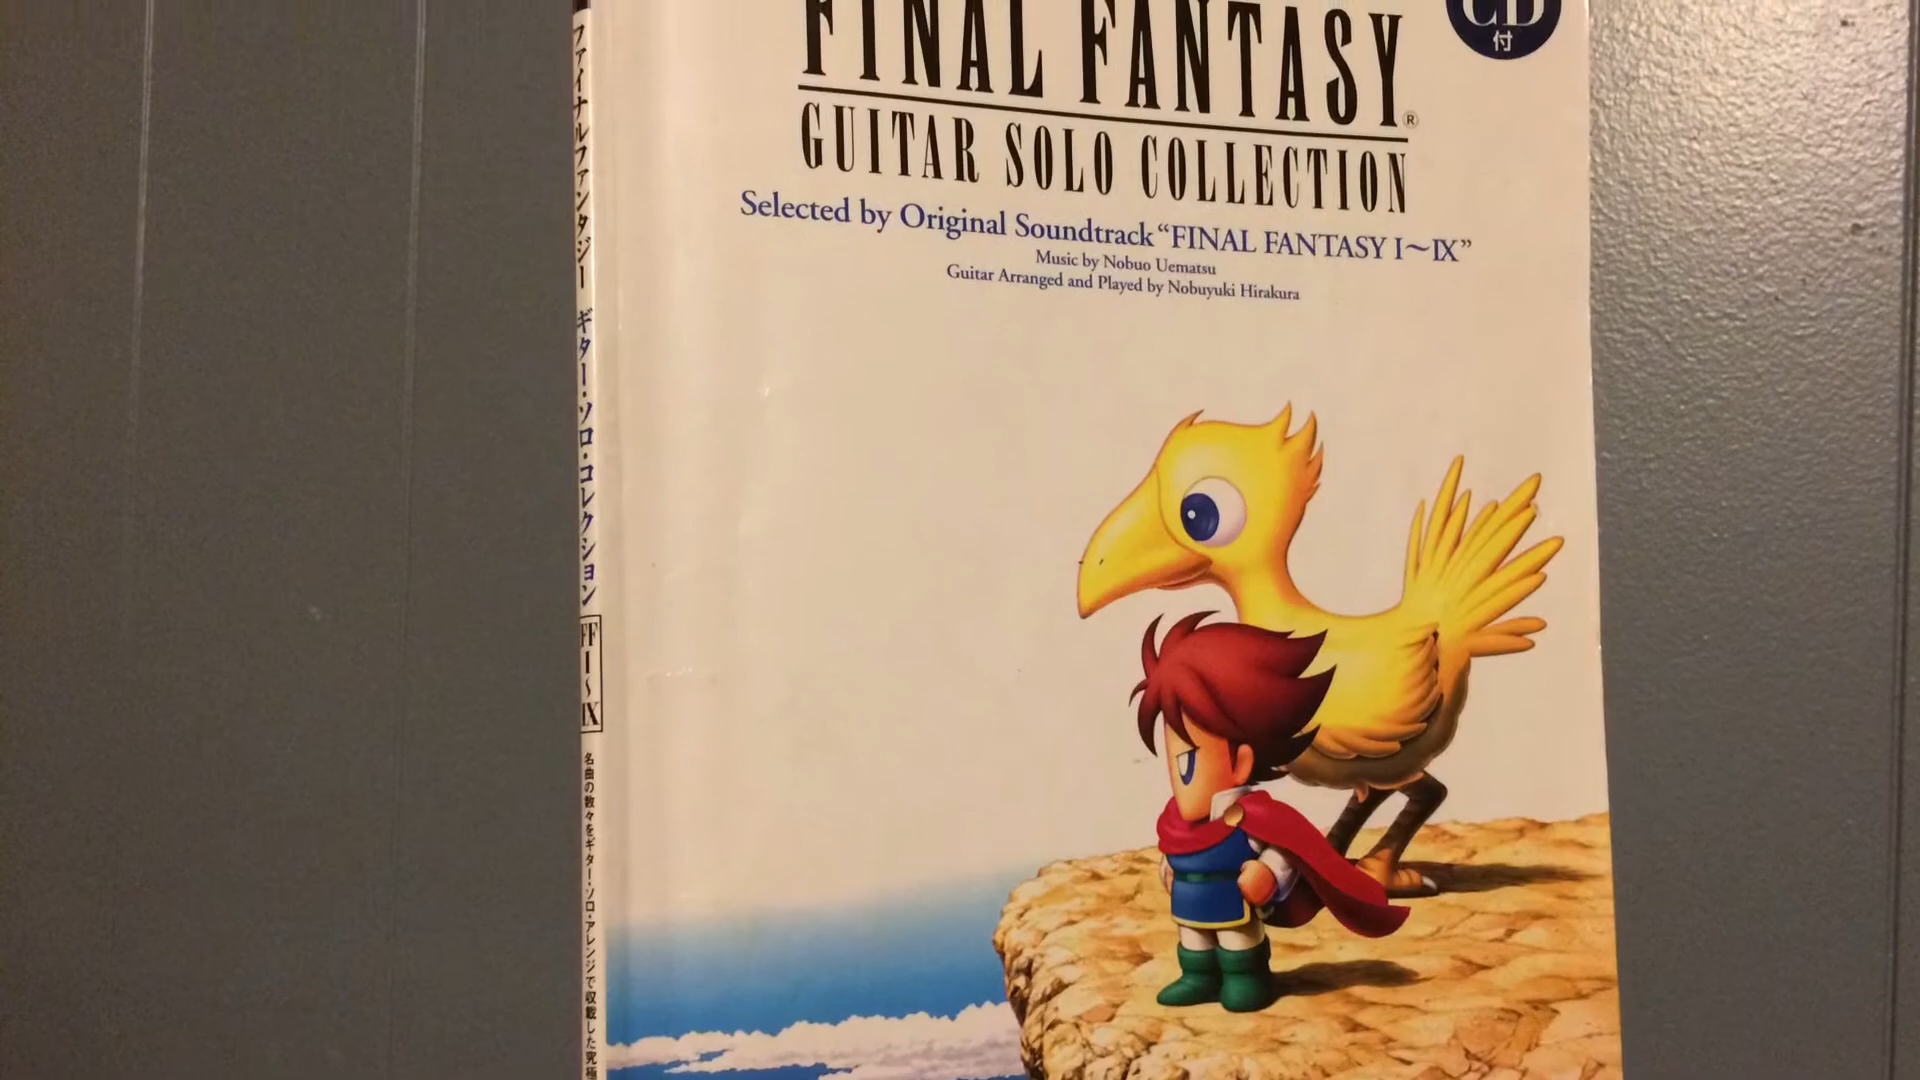 CD
付
FINAL FANTASY®
GUITAR SOLO COLLECTION
Selected by Original Soundtrack “FINAL FANTASY I～IX”
Music by Nobuo Uematsu
Guitar Arranged and Played by Nobuyuki Hirakura
ファイナルファンタジー ギター・ソロ・コレクション FF I～IX 名曲の数々をギター・ソロ・アレンジで収載した究極